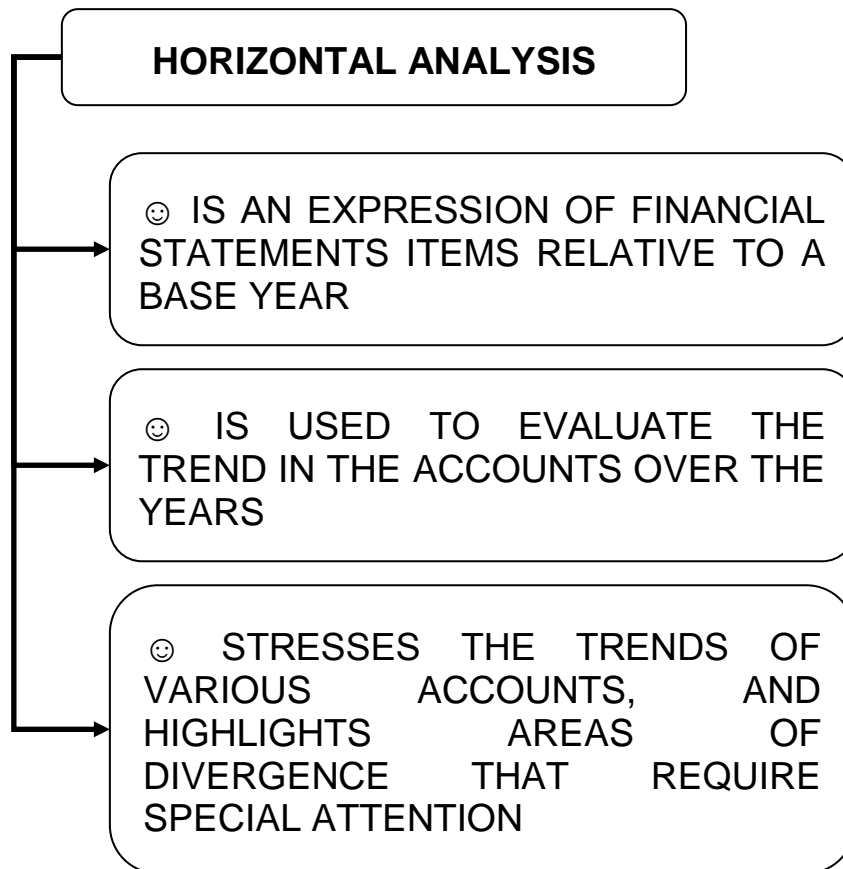 HORIZONTAL ANALYSIS
☺ IS AN EXPRESSION OF FINANCIAL
STATEMENTS ITEMS RELATIVE TO A
BASE YEAR
☺ IS USED TO EVALUATE THE
TREND IN THE ACCOUNTS OVER THE
YEARS
☺ STRESSES THE TRENDS OF
VARIOUS ACCOUNTS, AND
HIGHLIGHTS AREAS OF
DIVERGENCE THAT REQUIRE
SPECIAL ATTENTION